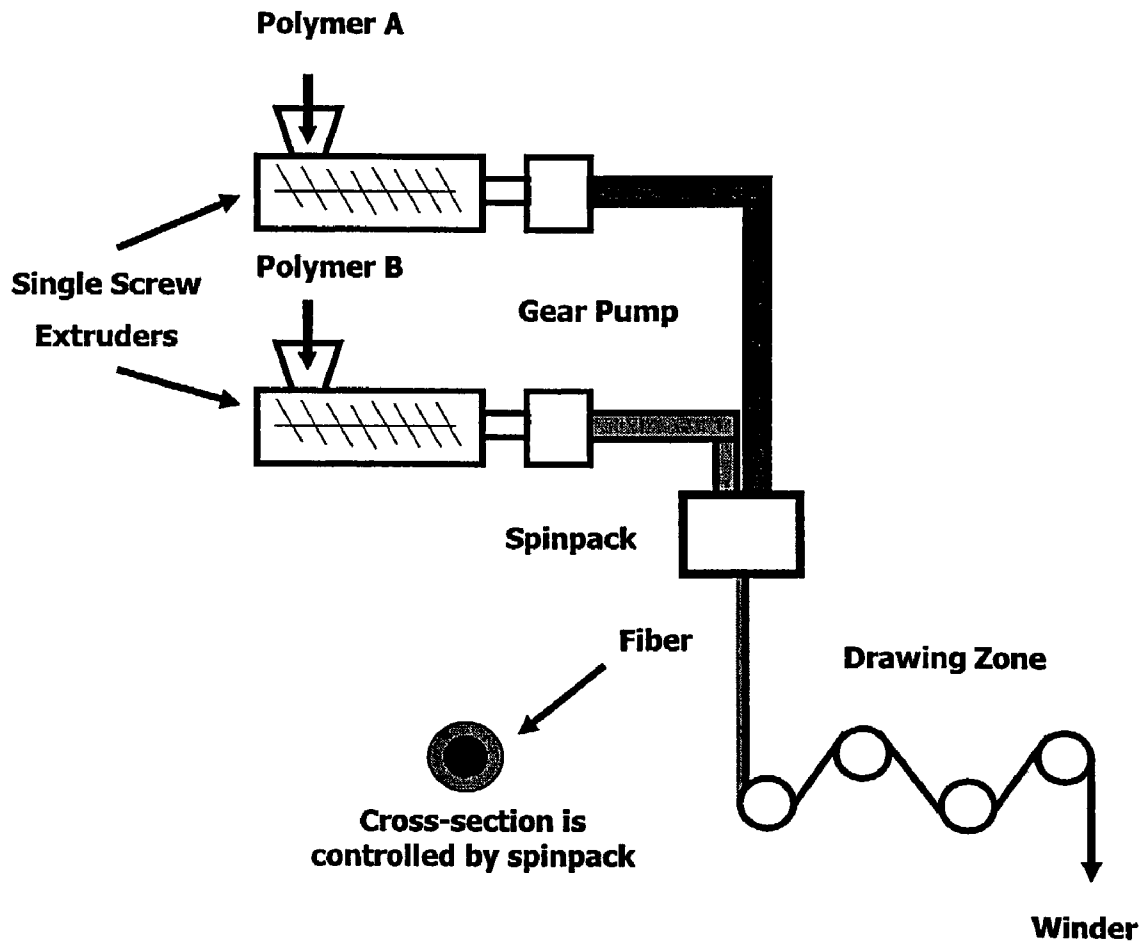 Polymer A
Polymer B
Single Screw
Extruders
Gear Pump
Spinpack
Fiber
Drawing Zone
Cross-section is
controlled by spinpack
Winder